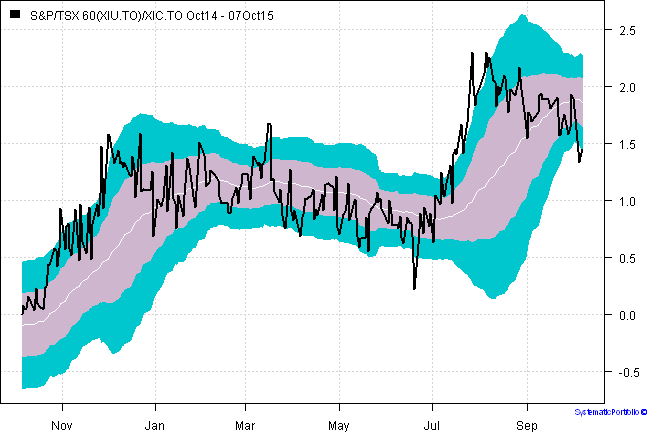 S&P/TSX 60(XIU.TO)/XIC.TO Oct14 - 07Oct15
2.5
2.0
1.5
1.0
0.5
0.0
-0.5
Nov Jan Mar May Jul Sep
SystematicPortfolio ©